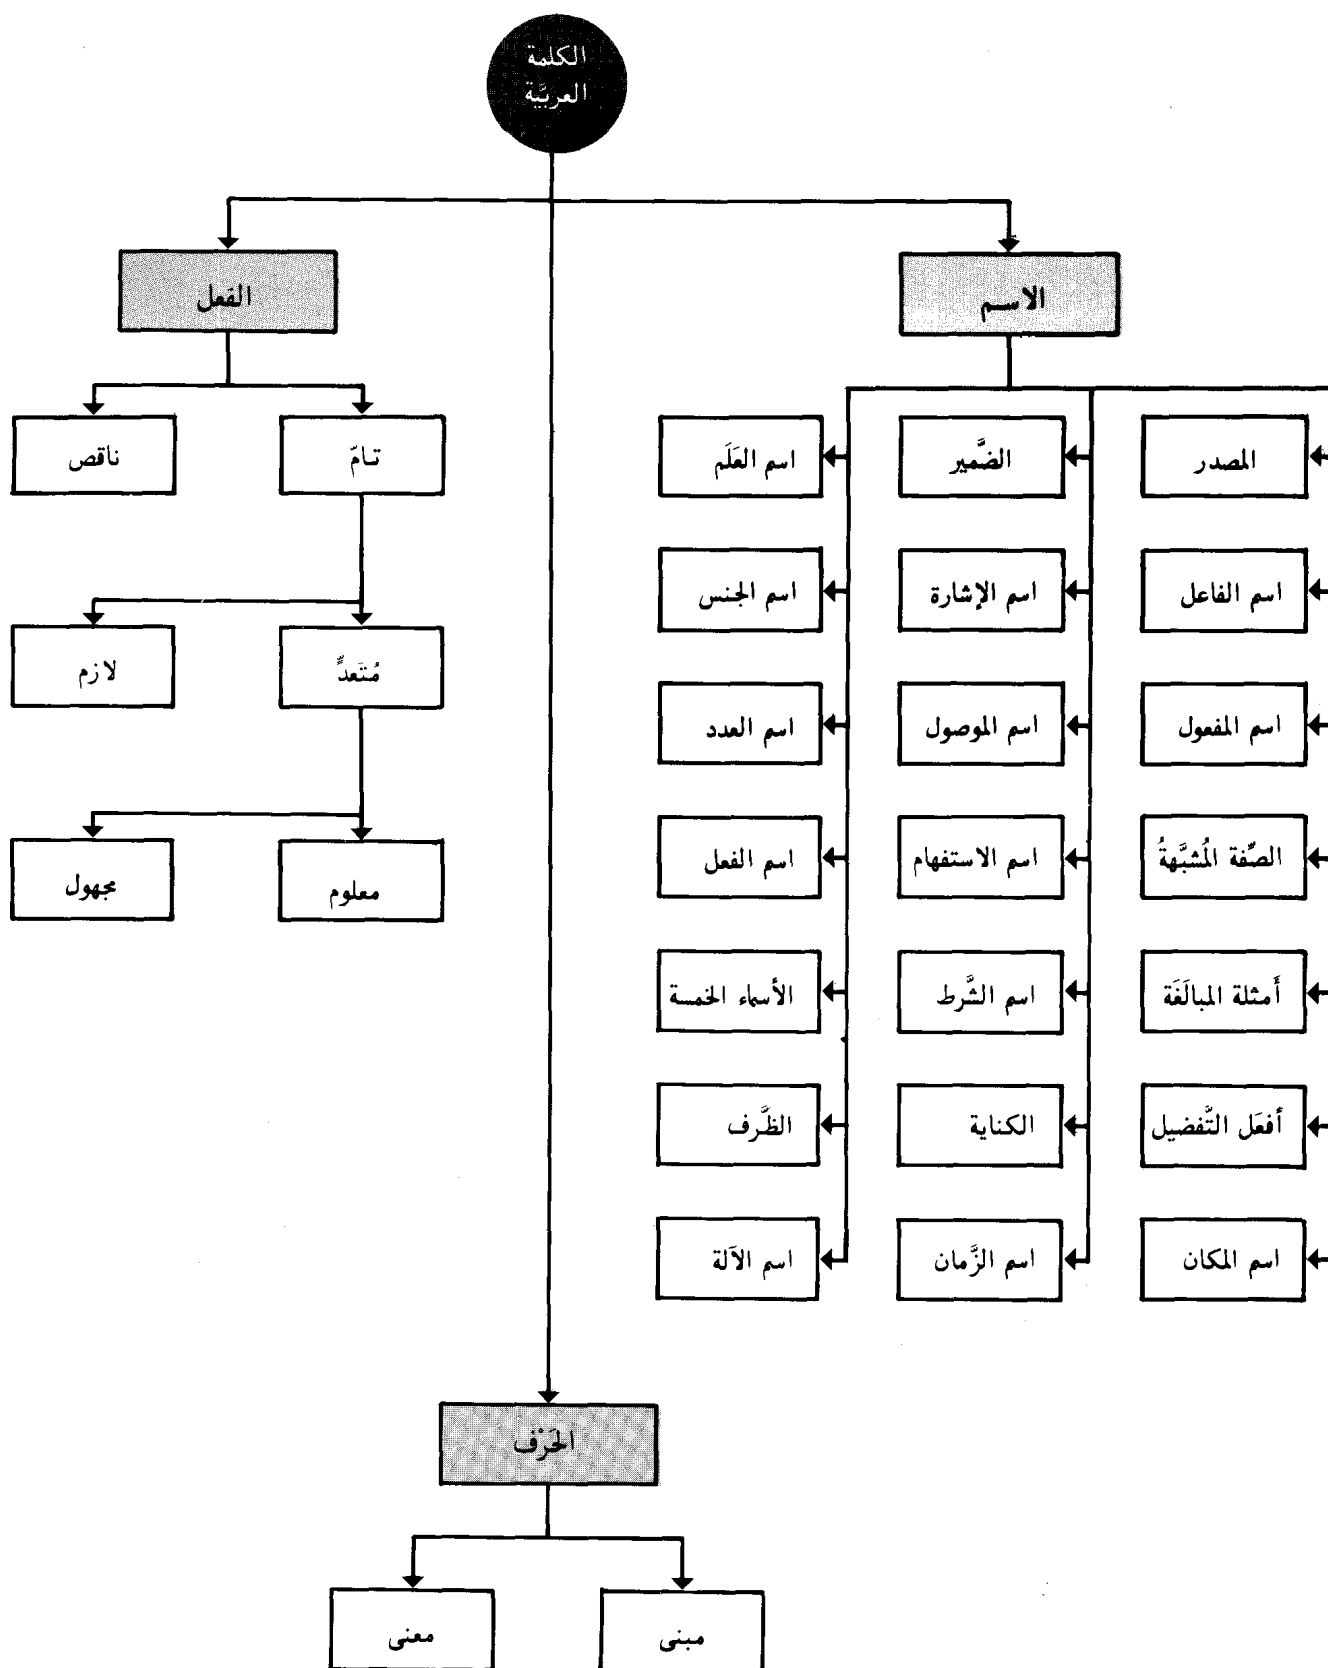 الكلمة
العربيَّة
الاسم
الفعل
المصدر
الضَّمير
اسم العَلَم
تامّ
ناقص
اسم الفاعل
اسم الإشارة
اسم الجنس
مُتَعدٍّ
لازم
اسم المفعول
اسم الموصول
اسم العدد
معلوم
مجهول
الصِّفة المُشبَّهةُ
اسم الاستفهام
اسم الفعل
أَمثلة المبالَغَة
اسم الشَّرط
الأسماء الخمسة
أفعَل التَّفضيل
الكناية
الظَّرف
اسم المكان
اسم الزَّمان
اسم الآلة
الحَرْف
مبنى
معنى